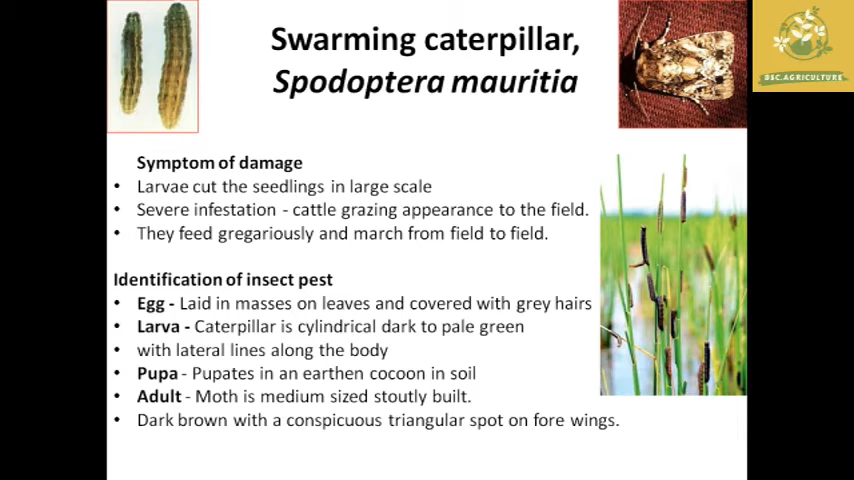 Swarming caterpillar,
Spodoptera mauritia
BSC.AGRICULTURE
Symptom of damage
• Larvae cut the seedlings in large scale
• Severe infestation - cattle grazing appearance to the field.
• They feed gregariously and march from field to field.
Identification of insect pest
• Egg - Laid in masses on leaves and covered with grey hairs
• Larva - Caterpillar is cylindrical dark to pale green
• with lateral lines along the body
• Pupa - Pupates in an earthen cocoon in soil
• Adult - Moth is medium sized stoutly built.
• Dark brown with a conspicuous triangular spot on fore wings.